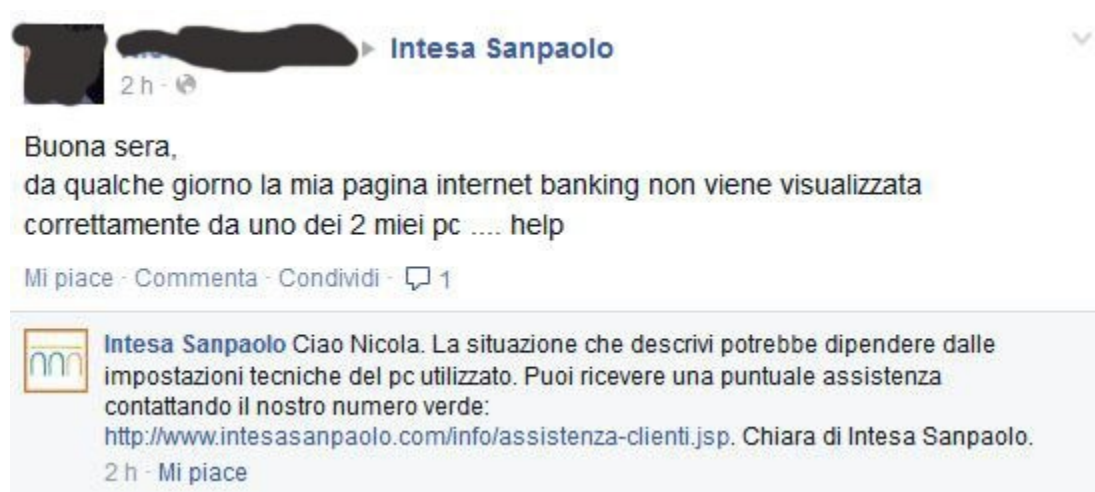 Intesa Sanpaolo
2 h
Buona sera,
da qualche giorno la mia pagina internet banking non viene visualizzata
correttamente da uno dei 2 miei pc .... help
Mi piace · Commenta · Condividi · 1
Intesa Sanpaolo Ciao Nicola. La situazione che descrivi potrebbe dipendere dalle
impostazioni tecniche del pc utilizzato. Puoi ricevere una puntuale assistenza
contattando il nostro numero verde:
http://www.intesasanpaolo.com/info/assistenza-clienti.jsp. Chiara di Intesa Sanpaolo.
2 h · Mi piace